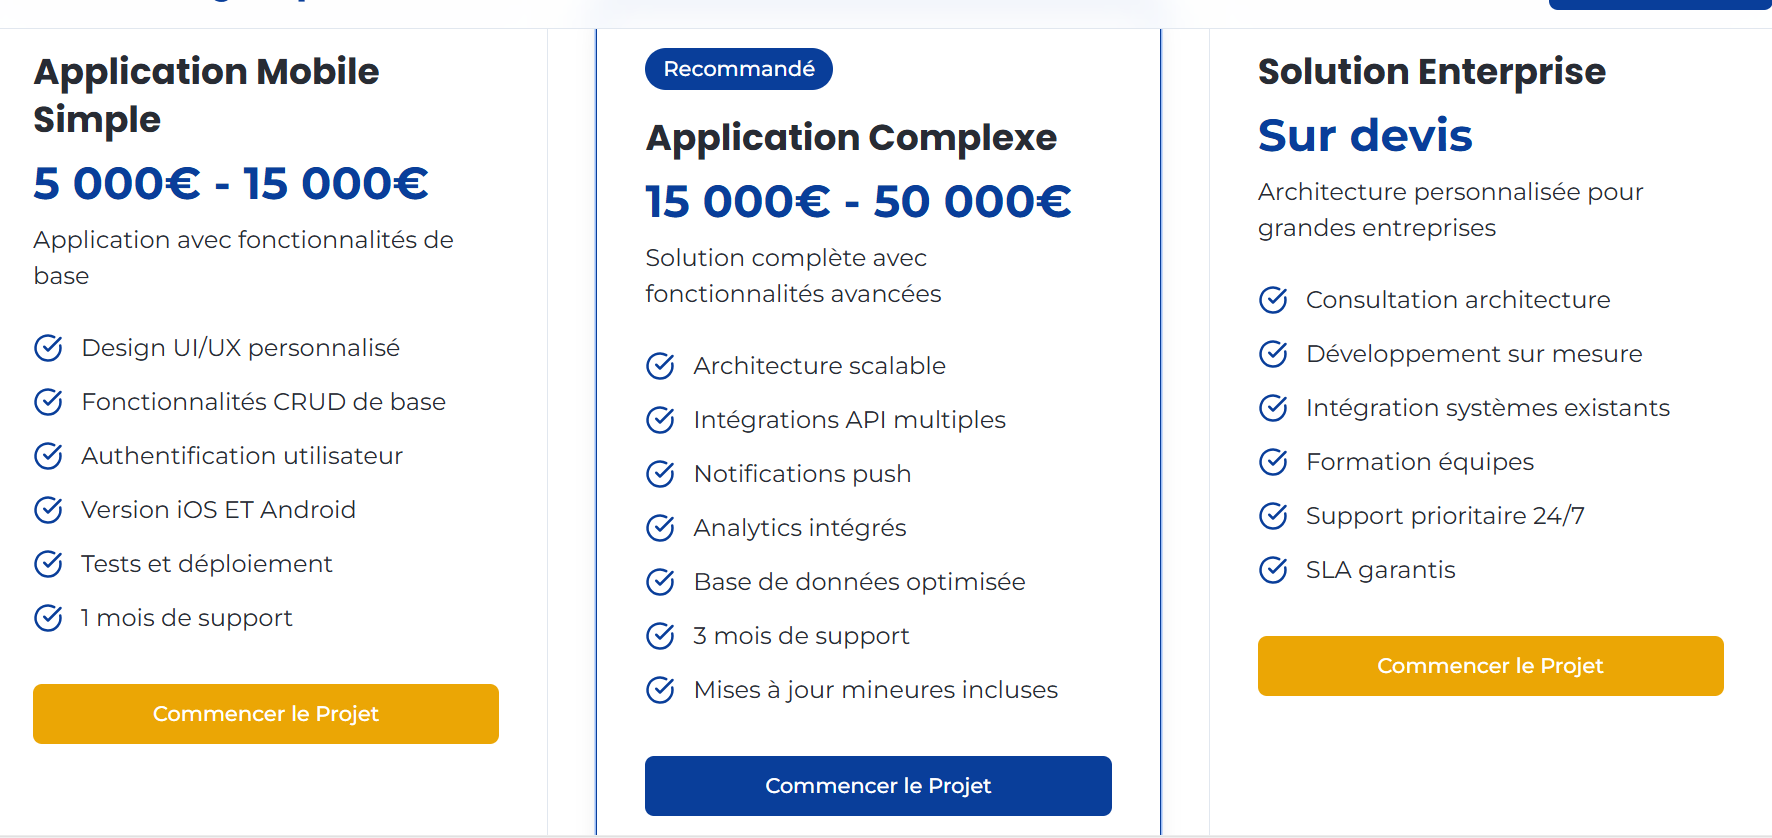 Application Mobile
Simple
5 000€ - 15 000€
Application avec fonctionnalités de
base
Design UI/UX personnalisé
Fonctionnalités CRUD de base
Authentification utilisateur
Version iOS ET Android
Tests et déploiement
1 mois de support
Commencer le Projet
Recommandé
Application Complexe
15 000€ - 50 000€
Solution complète avec
fonctionnalités avancées
Architecture scalable
Intégrations API multiples
Notifications push
Analytics intégrés
Base de données optimisée
3 mois de support
Mises à jour mineures incluses
Commencer le Projet
Solution Enterprise
Sur devis
Architecture personnalisée pour
grandes entreprises
Consultation architecture
Développement sur mesure
Intégration systèmes existants
Formation équipes
Support prioritaire 24/7
SLA garantis
Commencer le Projet